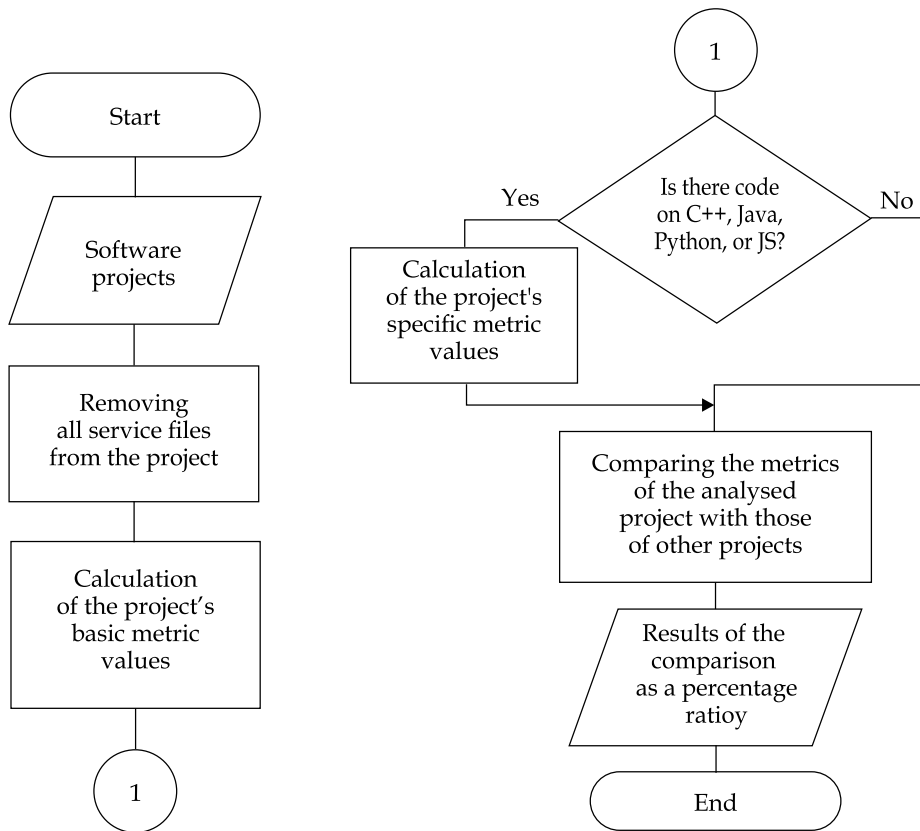 Start
Software
projects
Removing
all service files
from the project
Calculation
of the project’s
basic metric
values
1
1
Is there code
on C++, Java,
Python, or JS?
Yes
No
Calculation
of the project's
specific metric
values
Comparing the metrics
of the analysed
project with those
of other projects
Results of the
comparison
as a percentage
ratioy
End